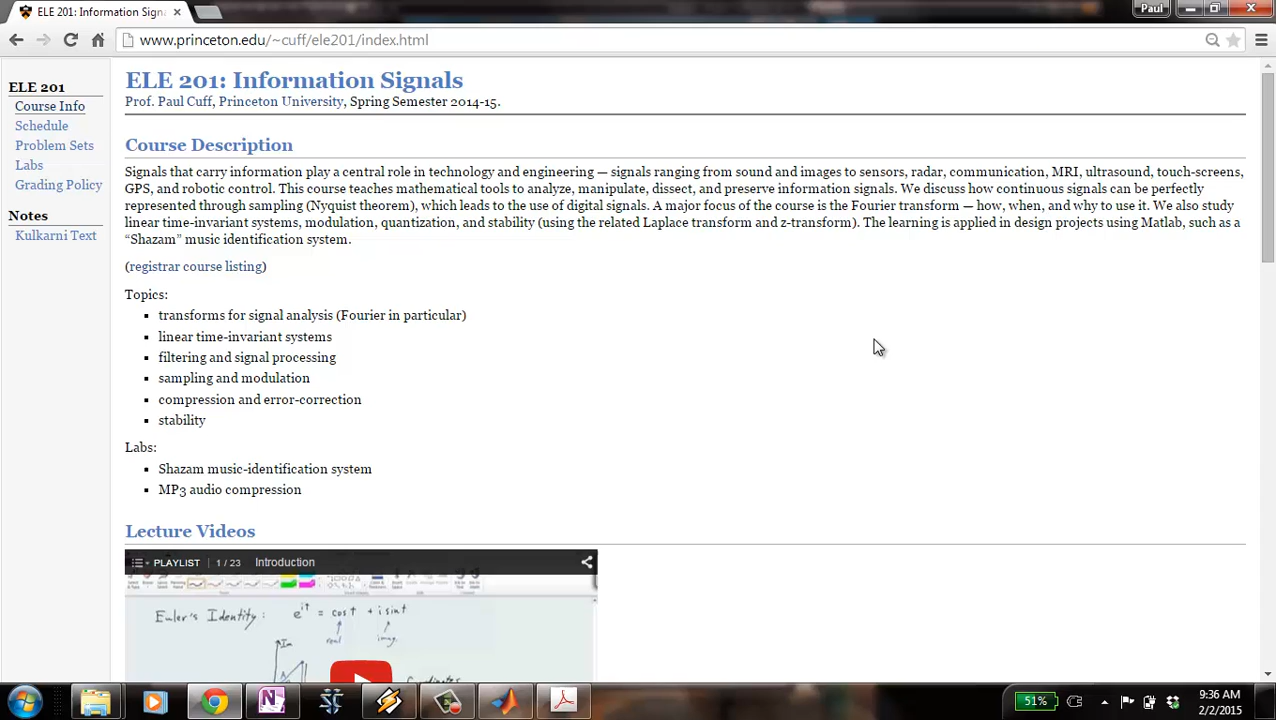 ELE 201: Information Sign
Paul
www.princeton.edu/~cuff/ele201/index.html
ELE 201
Course Info
Schedule
Problem Sets
Labs
Grading Policy
Notes
Kulkarni Text
ELE 201: Information Signals
Prof. Paul Cuff, Princeton University, Spring Semester 2014-15.
Course Description
Signals that carry information play a central role in technology and engineering — signals ranging from sound and images to sensors, radar, communication, MRI, ultrasound, touch-screens,
GPS, and robotic control. This course teaches mathematical tools to analyze, manipulate, dissect, and preserve information signals. We discuss how continuous signals can be perfectly
represented through sampling (Nyquist theorem), which leads to the use of digital signals. A major focus of the course is the Fourier transform — how, when, and why to use it. We also study
linear time-invariant systems, modulation, quantization, and stability (using the related Laplace transform and z-transform). The learning is applied in design projects using Matlab, such as a
“Shazam” music identification system.
(registrar course listing)
Topics:
transforms for signal analysis (Fourier in particular)
linear time-invariant systems
filtering and signal processing
sampling and modulation
compression and error-correction
stability
Labs:
Shazam music-identification system
MP3 audio compression
Lecture Videos
PLAYLIST 1 / 23 Introduction
Euler's Identity: e^it = cos t + i sin t
real imag.
Im
51%
9:36 AM
2/2/2015